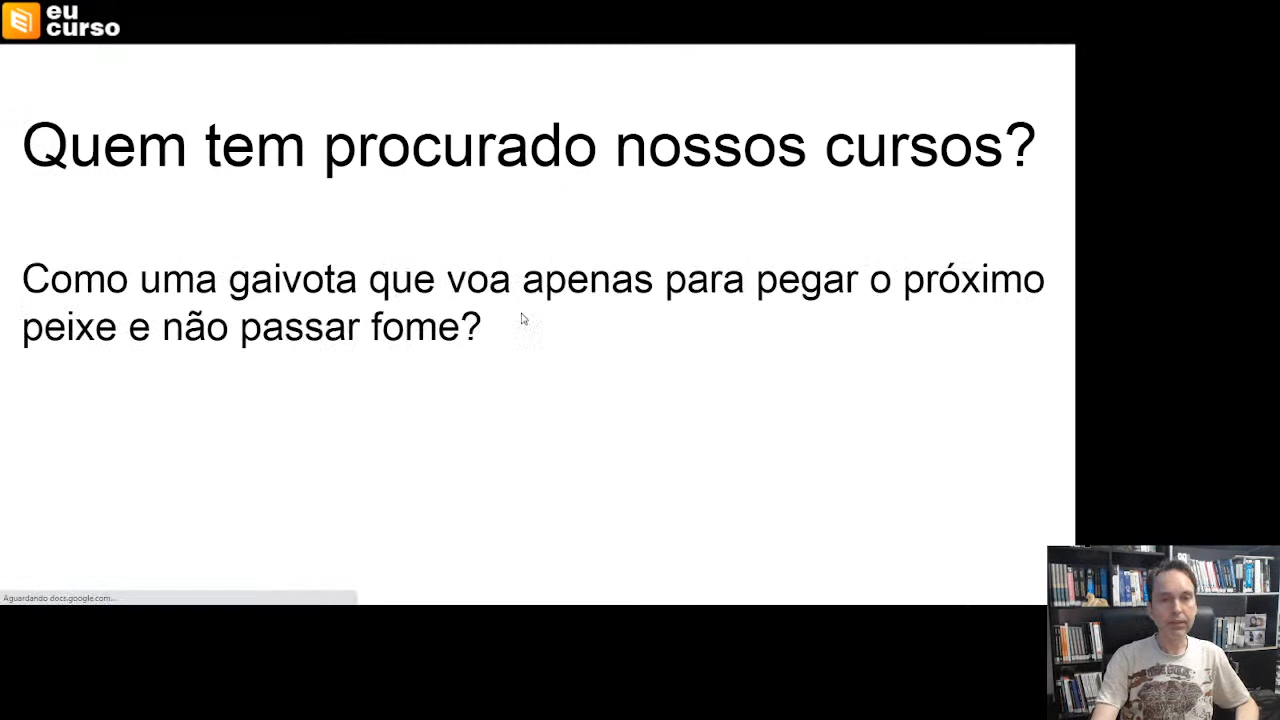 eu
curso
Quem tem procurado nossos cursos?
Como uma gaivota que voa apenas para pegar o próximo
peixe e não passar fome?
Aguardando docs.google.com...